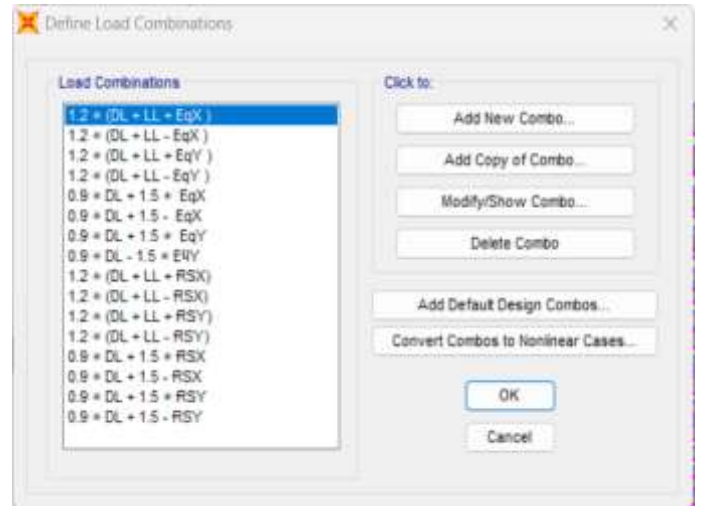 Define Load Combinations
Load Combinations
1.2 * (DL + LL + EqX )
1.2 * (DL + LL - EqX )
1.2 * (DL + LL + EqY )
1.2 * (DL + LL - EqY )
0.9 * DL + 1.5 * EqX
0.9 * DL + 1.5 - EqX
0.9 * DL + 1.5 * EqY
0.9 * DL - 1.5 * EqY
1.2 * (DL + LL + RSX)
1.2 * (DL + LL - RSX)
1.2 * (DL + LL + RSY)
1.2 * (DL + LL - RSY)
0.9 * DL + 1.5 * RSX
0.9 * DL + 1.5 - RSX
0.9 * DL + 1.5 * RSY
0.9 * DL + 1.5 - RSY
Click to:
Add New Combo...
Add Copy of Combo...
Modify/Show Combo...
Delete Combo
Add Default Design Combos...
Convert Combos to Nonlinear Cases...
OK
Cancel